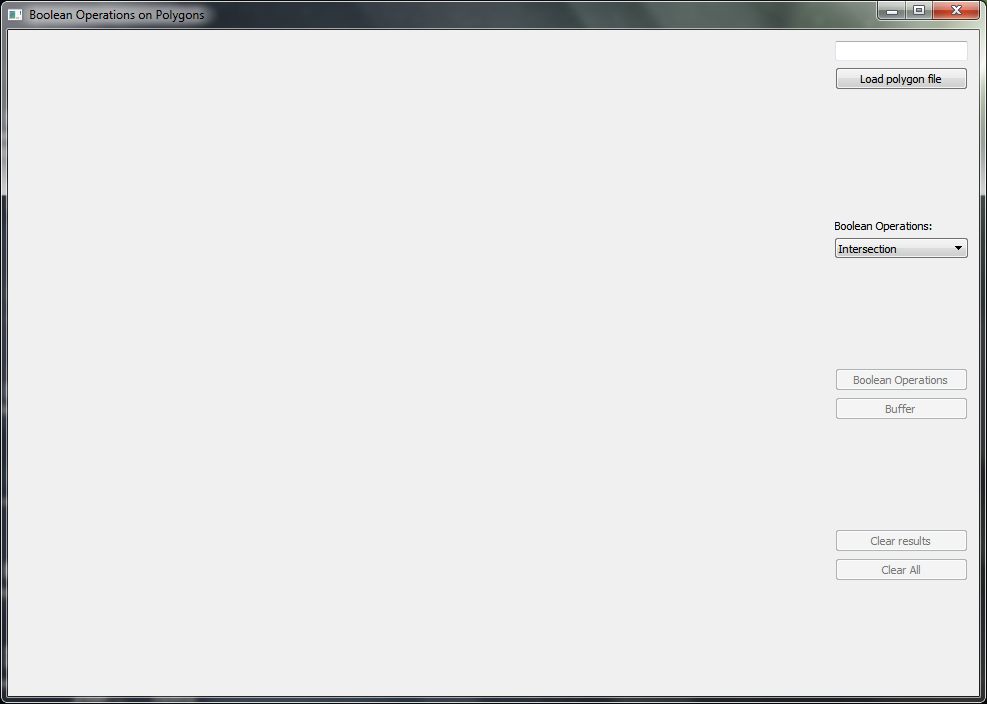 Boolean Operations on Polygons
Load polygon file
Boolean Operations:
Intersection
Boolean Operations
Buffer
Clear results
Clear All